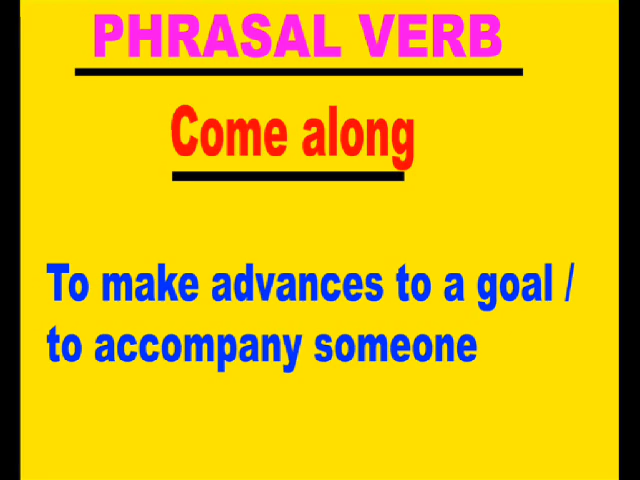 PHRASAL VERB
Come along
To make advances to a goal /
to accompany someone